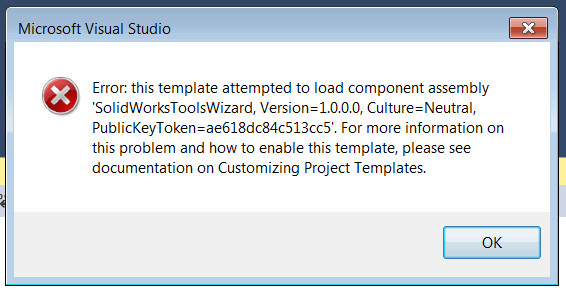 Microsoft Visual Studio
Error: this template attempted to load component assembly
'SolidWorksToolsWizard, Version=1.0.0.0, Culture=Neutral,
PublicKeyToken=ae618dc84c513cc5'. For more information on
this problem and how to enable this template, please see
documentation on Customizing Project Templates.
OK